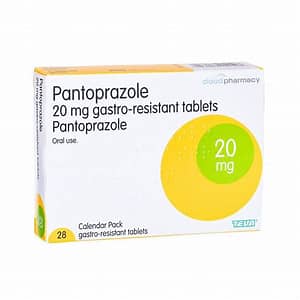 cloudpharmacy
Pantoprazole
20 mg gastro-resistant tablets
Pantoprazole
Oral use.
20
mg
28
Calendar Pack
gastro-resistant tablets
TEVA